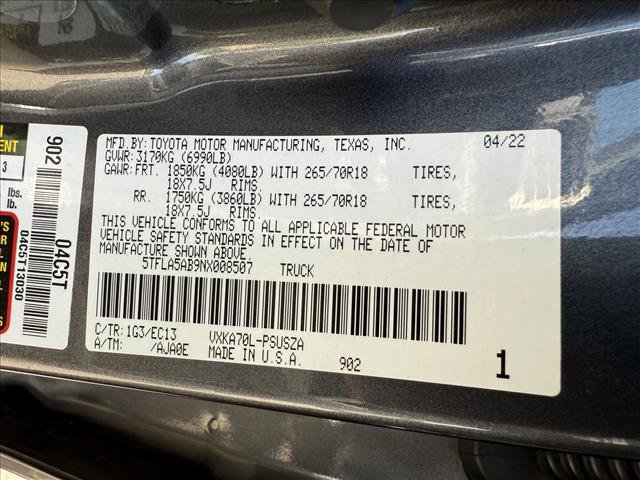 MFD.BY:TOYOTA MOTOR MANUFACTURING, TEXAS, INC. 04/22
GVWR:3170KG (6990LB)
GAWR:FRT. 1850KG (4080LB) WITH 265/70R18 TIRES,
18X7.5J RIMS.
RR. 1750KG (3860LB) WITH 265/70R18 TIRES,
18X7.5J RIMS.
THIS VEHICLE CONFORMS TO ALL APPLICABLE FEDERAL MOTOR
VEHICLE SAFETY STANDARDS IN EFFECT ON THE DATE OF
MANUFACTURE SHOWN ABOVE.
5TFLA5AB9NX008507 TRUCK
C/TR:1G3/EC13 VXKA70L-PSUSZA
A/TM: /AJA0E MADE IN U.S.A. 902
1
902
04C5T
04C5T13030
3
lbs.
lb.